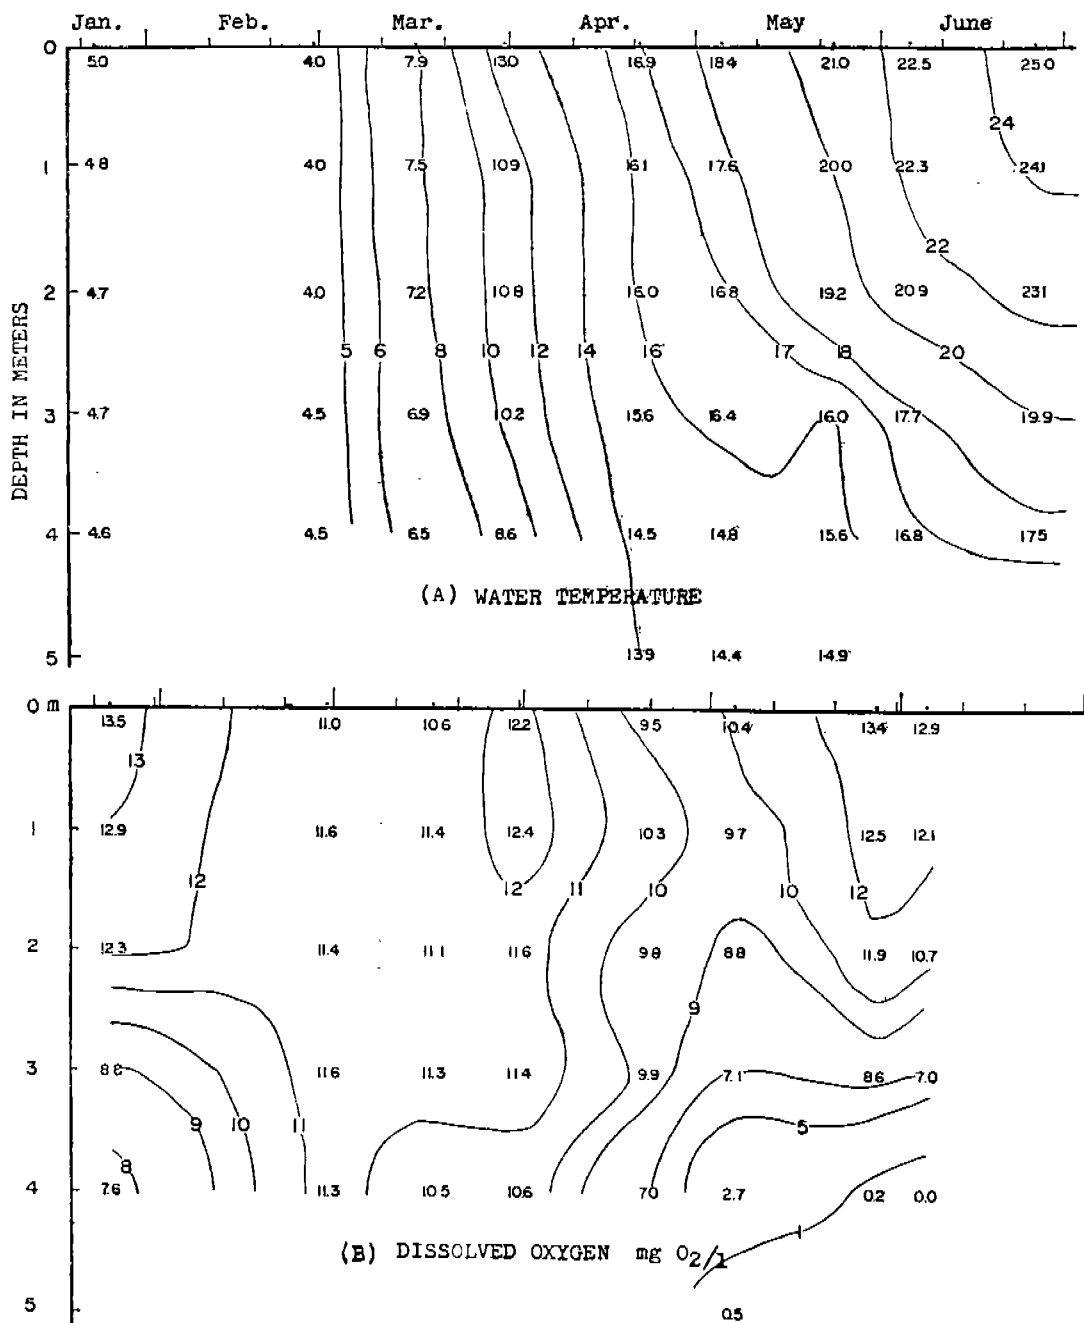 Jan. Feb. Mar. Apr. May June
0
5.0 4.0 7.9 13.0 16.9 18.4 21.0 22.5 25.0
24
1 4.8 4.0 7.5 10.9 16.1 17.6 20.0 22.3 24.1
22
2 4.7 4.0 7.2 10.8 16.0 16.8 19.2 20.9 23.1
5 6 8 10 12 14 16 17 18 20
3 4.7 4.5 6.9 10.2 15.6 16.4 16.0 17.7 19.9
4 4.6 4.5 6.5 8.6 14.5 14.8 15.6 16.8 17.5
(A) WATER TEMPERATURE
5 13.9 14.4 14.9
DEPTH IN METERS
0 m
13.5 11.0 10.6 12.2 9.5 10.4 13.4 12.9
13
1 12.9 11.6 11.4 12.4 10.3 9.7 12.5 12.1
12 12 11 10 10 12
2 12.3 11.4 11.1 11.6 9.8 8.8 11.9 10.7
9
3 8.8 11.6 11.3 11.4 9.9 7.1 8.6 7.0
9 10 11 5
8
4 7.6 11.3 10.5 10.6 7.0 2.7 0.2 0.0
1
(B) DISSOLVED OXYGEN mg O2/l
5 0.5